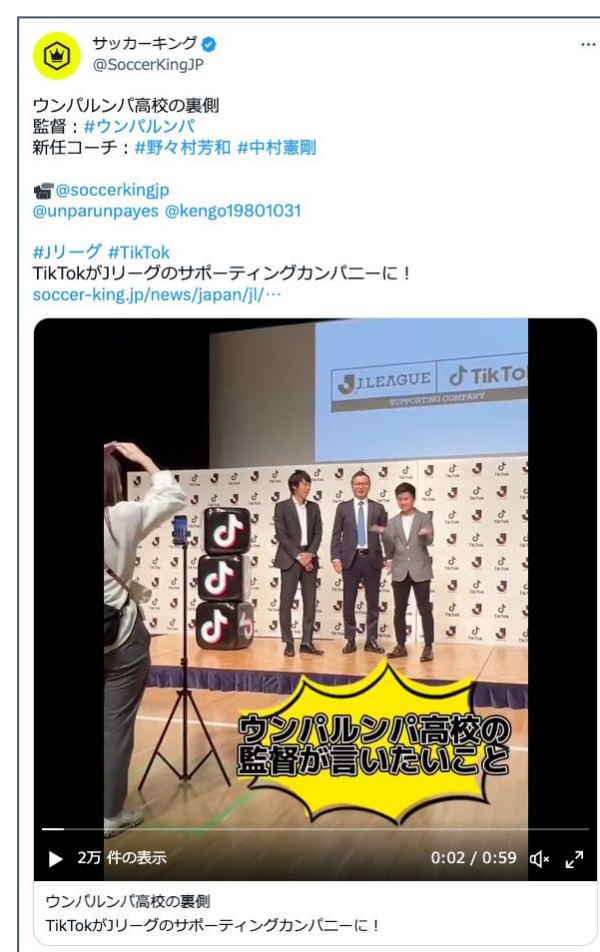 サッカーキング
@SoccerKingJP
ウンパルンパ高校の裏側
監督：#ウンパルンパ
新任コーチ：#野々村芳和 #中村憲剛
@soccerkingjp
@unparunpayes @kengo19801031
#Jリーグ #TikTok
TikTokがJリーグのサポーティングカンパニーに！
soccer-king.jp/news/japan/jl/…
J.LEAGUE TikTo
SUPPORTING COMPANY
ウンパルンパ高校の
監督が言いたいこと
2万 件の表示
0:02 / 0:59
ウンパルンパ高校の裏側
TikTokがJリーグのサポーティングカンパニーに！